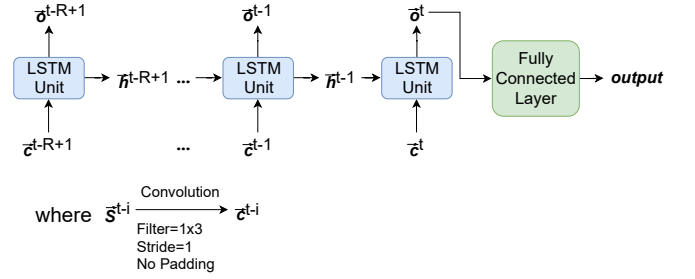 o⃗^t-R+1 o⃗^t-1 o⃗^t
LSTM Unit h⃗^t-R+1 ... LSTM Unit h⃗^t-1 LSTM Unit Fully Connected Layer output
c⃗^t-R+1 ... c⃗^t-1 c⃗^t
Convolution
where S⃗^t-i c⃗^t-i
Filter=1x3
Stride=1
No Padding